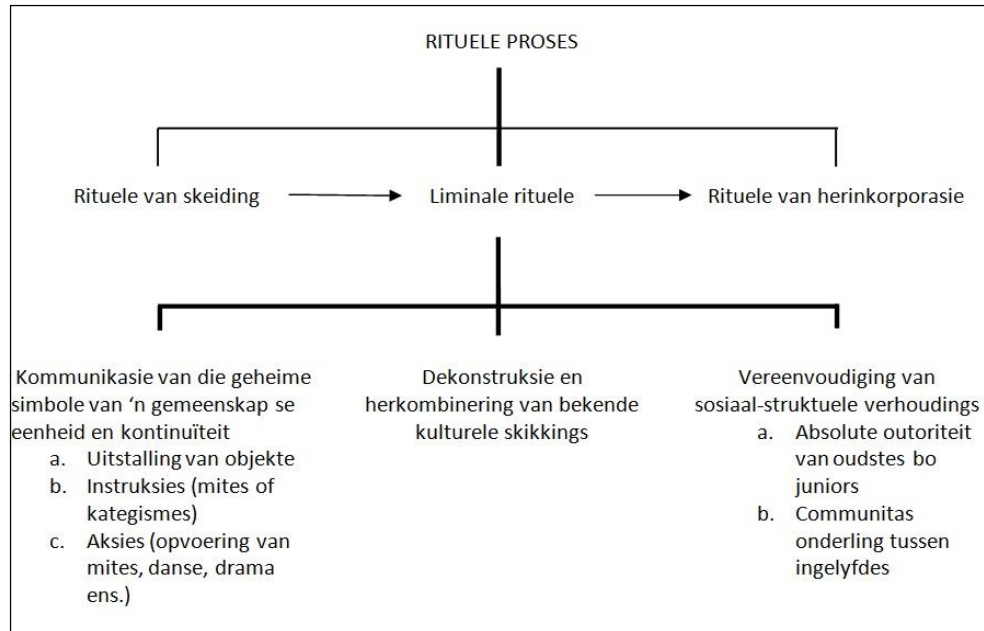 RITUELE PROSES
Rituele van skeiding
Liminale rituele
Rituele van herinkorporasie
Kommunikasie van die geheime
simbole van ‘n gemeenskap se
eenheid en kontinuïteit
a. Uitstalling van objekte
b. Instruksies (mites of
kategismes)
c. Aksies (opvoering van
mites, danse, drama
ens.)
Dekonstruksie en
herkombinering van bekende
kulturele skikkings
Vereenvoudiging van
sosiaal-struktuele verhoudings
a. Absolute outoriteit
van oudstes bo
juniors
b. Communitas
onderling tussen
ingelyfdes